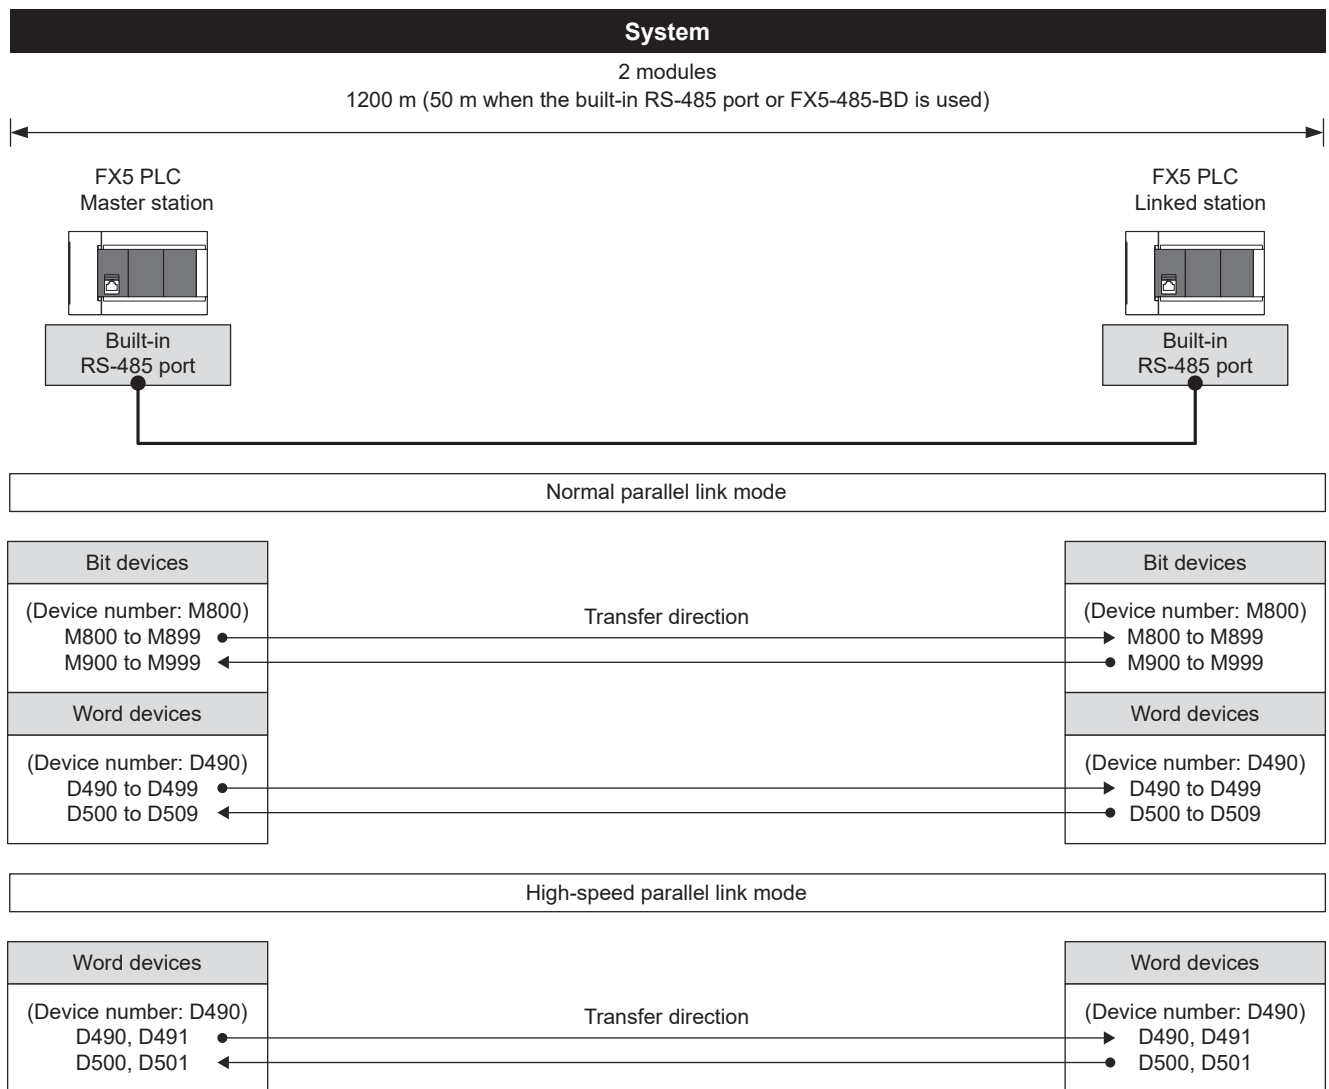 System
2 modules
1200 m (50 m when the built-in RS-485 port or FX5-485-BD is used)
FX5 PLC
Master station
FX5 PLC
Linked station
Built-in
RS-485 port
Built-in
RS-485 port
Normal parallel link mode
Bit devices
(Device number: M800)
M800 to M899
M900 to M999
Word devices
(Device number: D490)
D490 to D499
D500 to D509
Transfer direction
Bit devices
(Device number: M800)
M800 to M899
M900 to M999
Word devices
(Device number: D490)
D490 to D499
D500 to D509
High-speed parallel link mode
Word devices
(Device number: D490)
D490, D491
D500, D501
Transfer direction
Word devices
(Device number: D490)
D490, D491
D500, D501